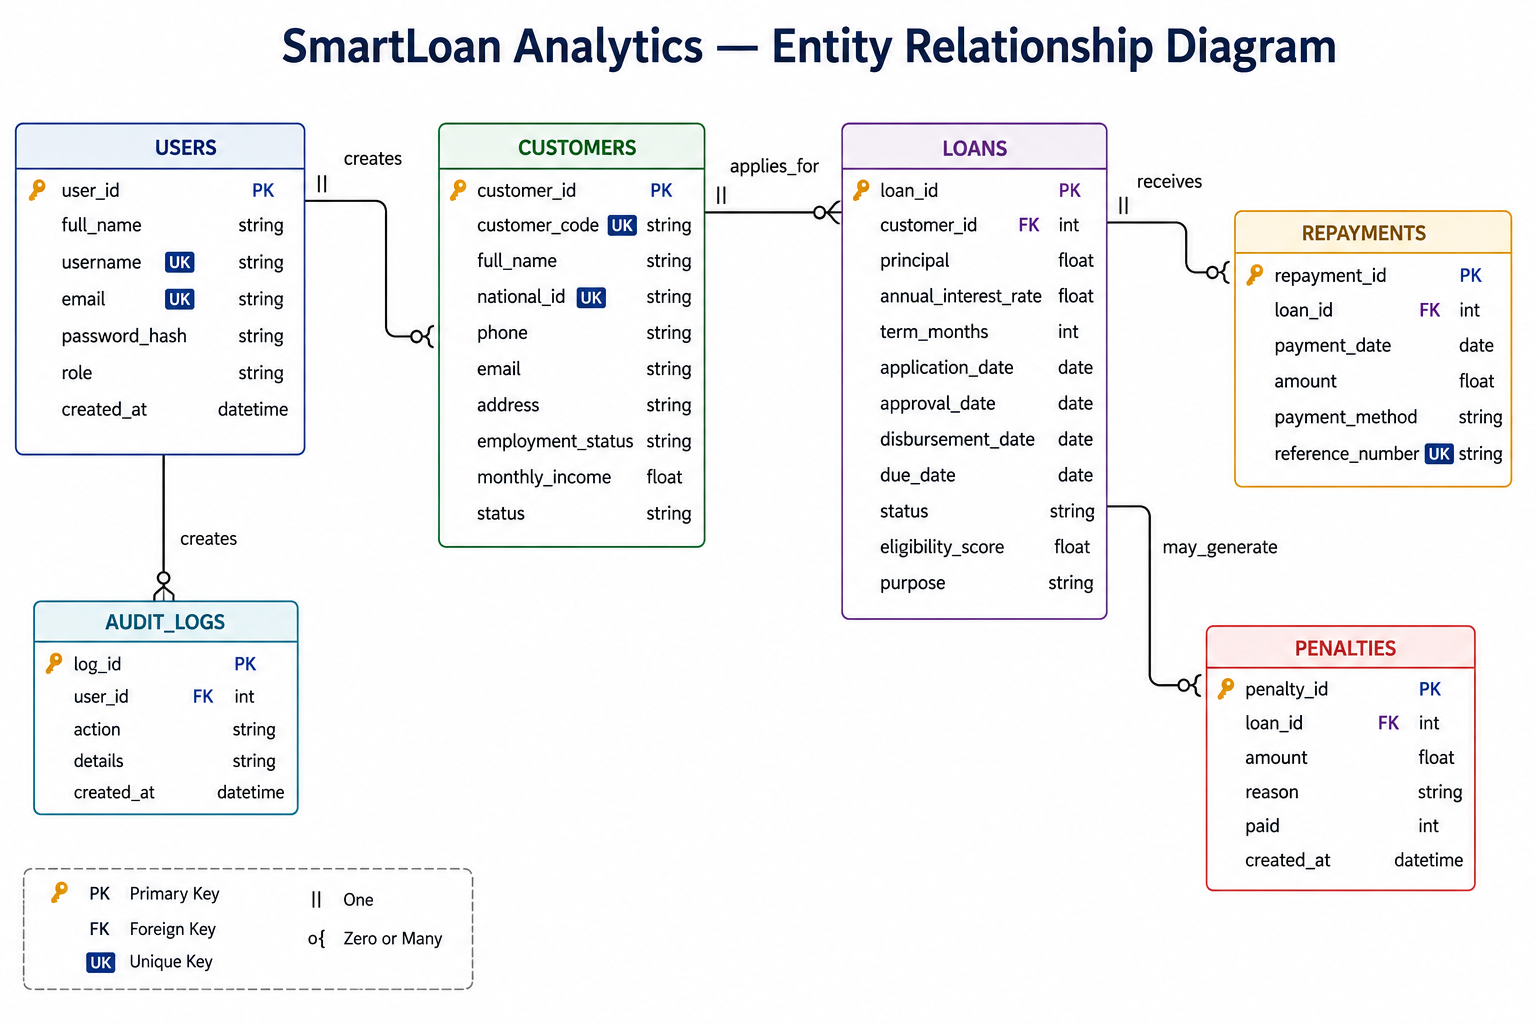 SmartLoan Analytics — Entity Relationship Diagram
USERS
user_id PK
full_name string
username UK string
email UK string
password_hash string
role string
created_at datetime
creates
CUSTOMERS
customer_id PK
customer_code UK string
full_name string
national_id UK string
phone string
email string
address string
employment_status string
monthly_income float
status string
applies_for
LOANS
loan_id PK
customer_id FK int
principal float
annual_interest_rate float
term_months int
application_date date
approval_date date
disbursement_date date
due_date date
status string
eligibility_score float
purpose string
receives
REPAYMENTS
repayment_id PK
loan_id FK int
payment_date date
amount float
payment_method string
reference_number UK string
creates
may_generate
AUDIT_LOGS
log_id PK
user_id FK int
action string
details string
created_at datetime
PENALTIES
penalty_id PK
loan_id FK int
amount float
reason string
paid int
created_at datetime
PK Primary Key
FK Foreign Key
UK Unique Key
|| One
o{ Zero or Many